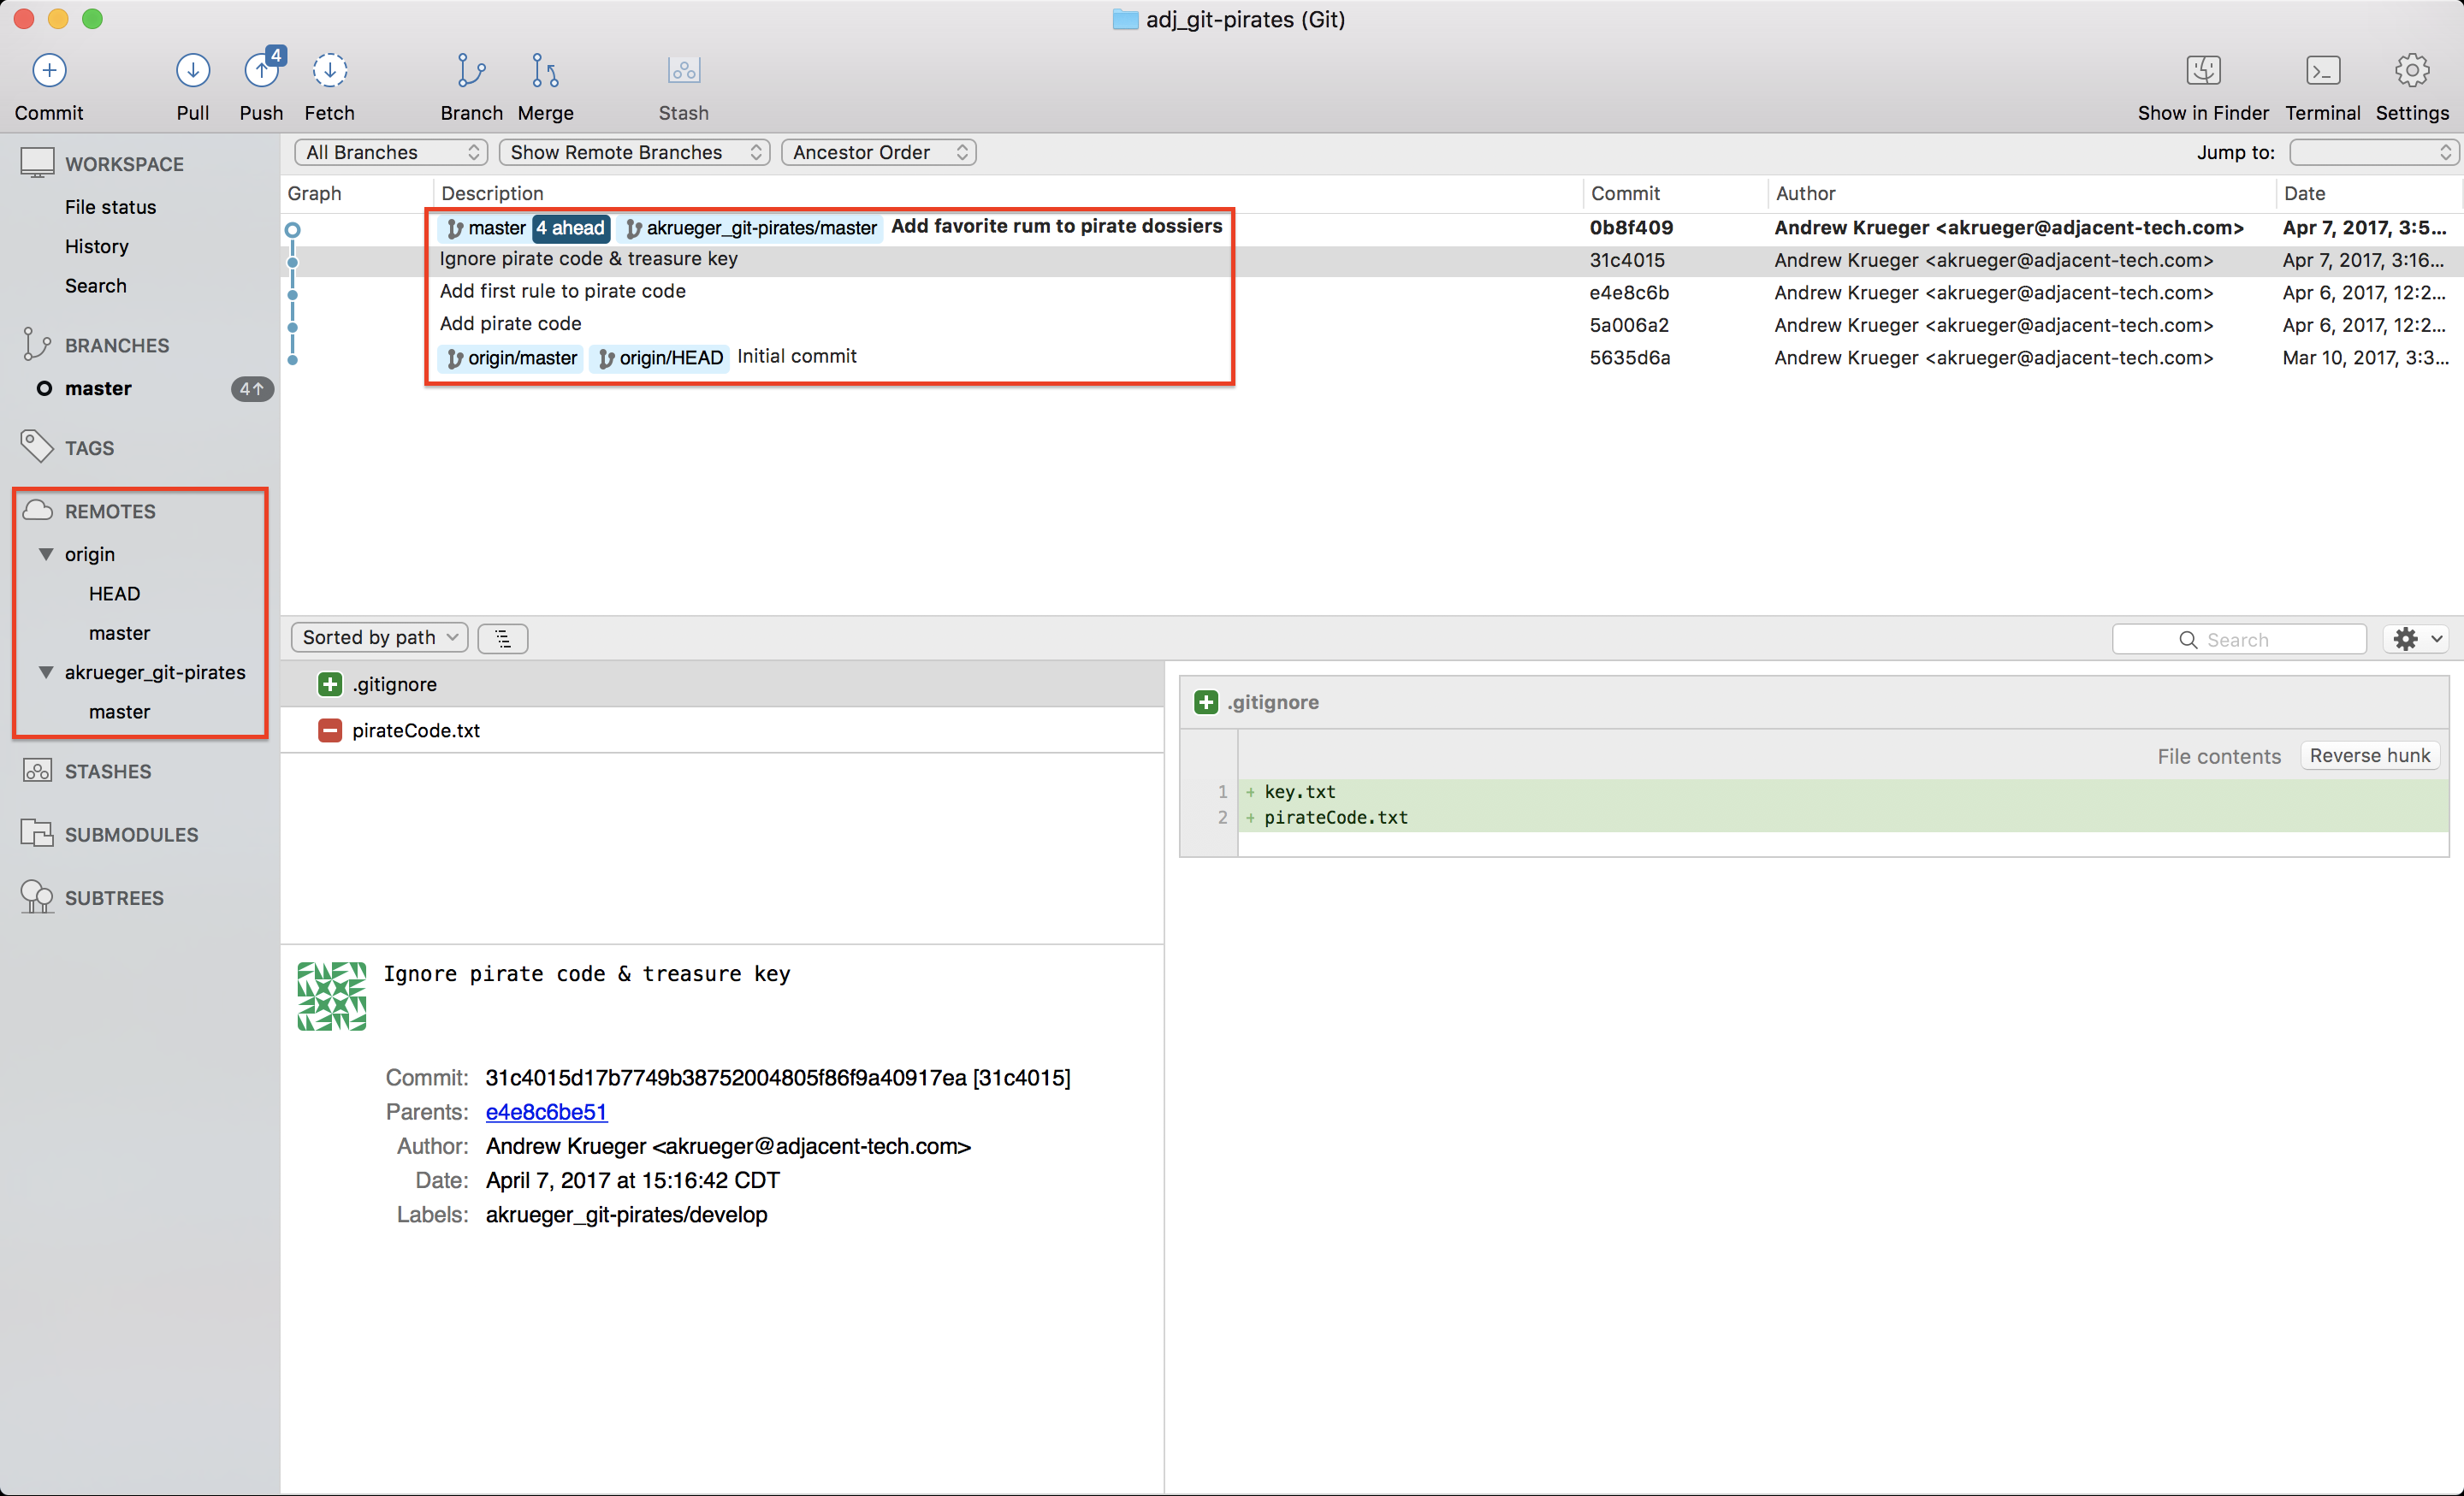 adj_git-pirates (Git)
4
Commit Pull Push Fetch Branch Merge Stash Show in Finder Terminal Settings
WORKSPACE
File status
History
Search
BRANCHES
master 4↑
TAGS
REMOTES
origin
HEAD
master
akrueger_git-pirates
master
STASHES
SUBMODULES
SUBTREES
All Branches Show Remote Branches Ancestor Order Jump to:
Graph Description Commit Author Date
master 4 ahead akrueger_git-pirates/master Add favorite rum to pirate dossiers 0b8f409 Andrew Krueger <akrueger@adjacent-tech.com> Apr 7, 2017, 3:5...
Ignore pirate code & treasure key 31c4015 Andrew Krueger <akrueger@adjacent-tech.com> Apr 7, 2017, 3:16...
Add first rule to pirate code e4e8c6b Andrew Krueger <akrueger@adjacent-tech.com> Apr 6, 2017, 12:2...
Add pirate code 5a006a2 Andrew Krueger <akrueger@adjacent-tech.com> Apr 6, 2017, 12:2...
origin/master origin/HEAD Initial commit 5635d6a Andrew Krueger <akrueger@adjacent-tech.com> Mar 10, 2017, 3:3...
Sorted by path Search
.gitignore
pirateCode.txt
.gitignore
File contents Reverse hunk
1 + key.txt
2 + pirateCode.txt
Ignore pirate code & treasure key
Commit: 31c4015d17b7749b38752004805f86f9a40917ea [31c4015]
Parents: e4e8c6be51
Author: Andrew Krueger <akrueger@adjacent-tech.com>
Date: April 7, 2017 at 15:16:42 CDT
Labels: akrueger_git-pirates/develop